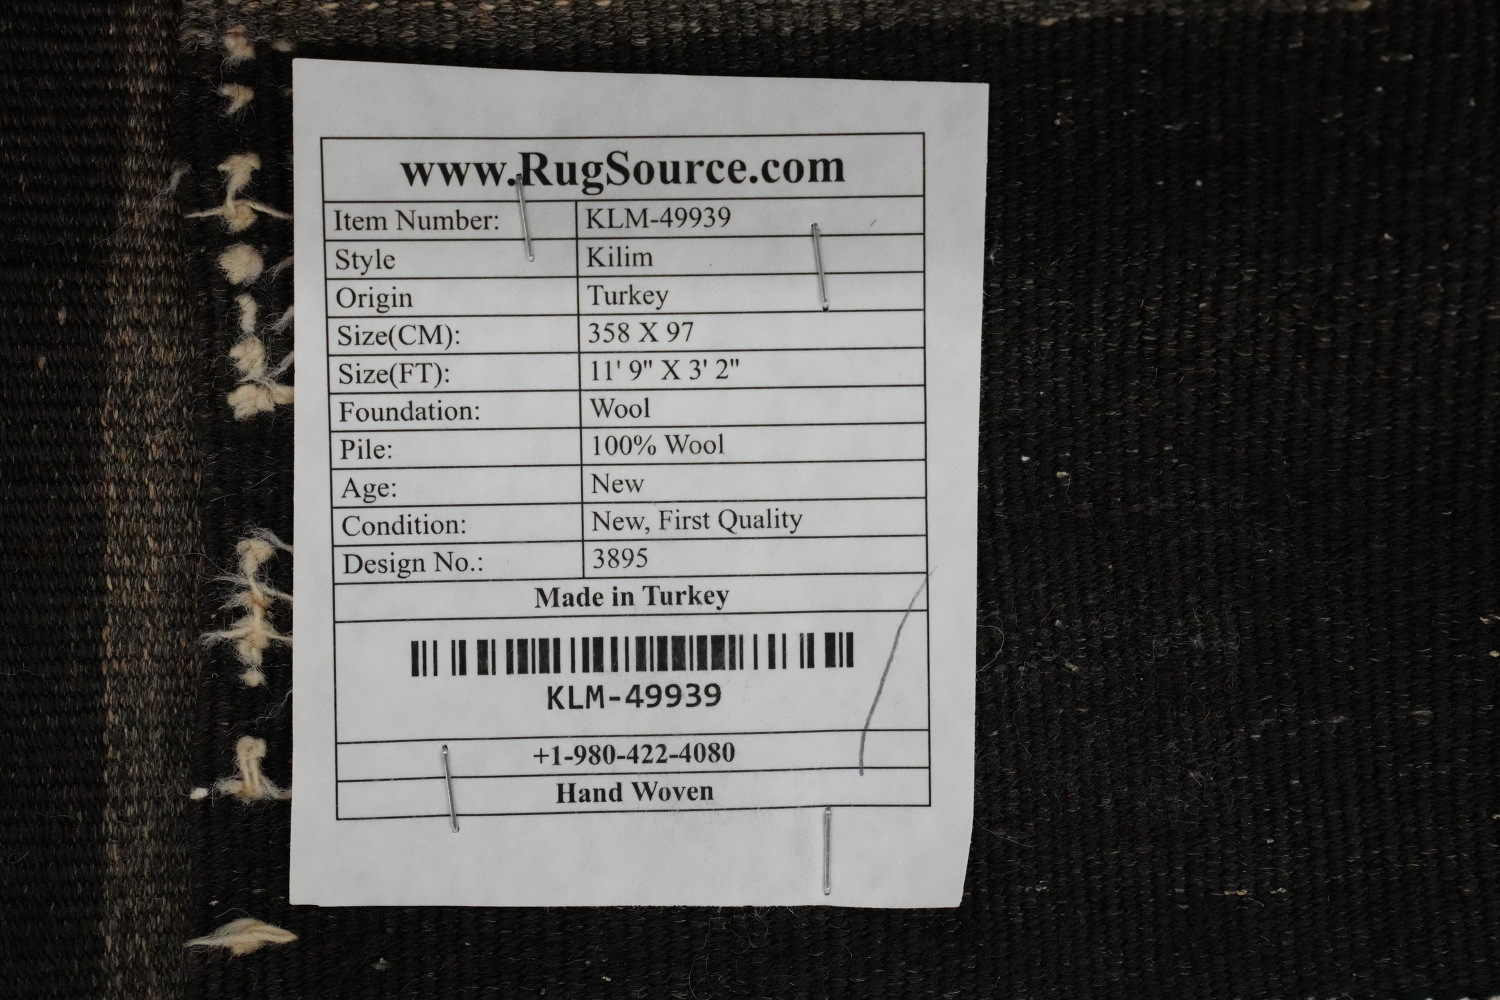 www.RugSource.com
Item Number: KLM-49939
Style Kilim
Origin Turkey
Size(CM): 358 X 97
Size(FT): 11' 9" X 3' 2"
Foundation: Wool
Pile: 100% Wool
Age: New
Condition: New, First Quality
Design No.: 3895
Made in Turkey
KLM-49939
+1-980-422-4080
Hand Woven